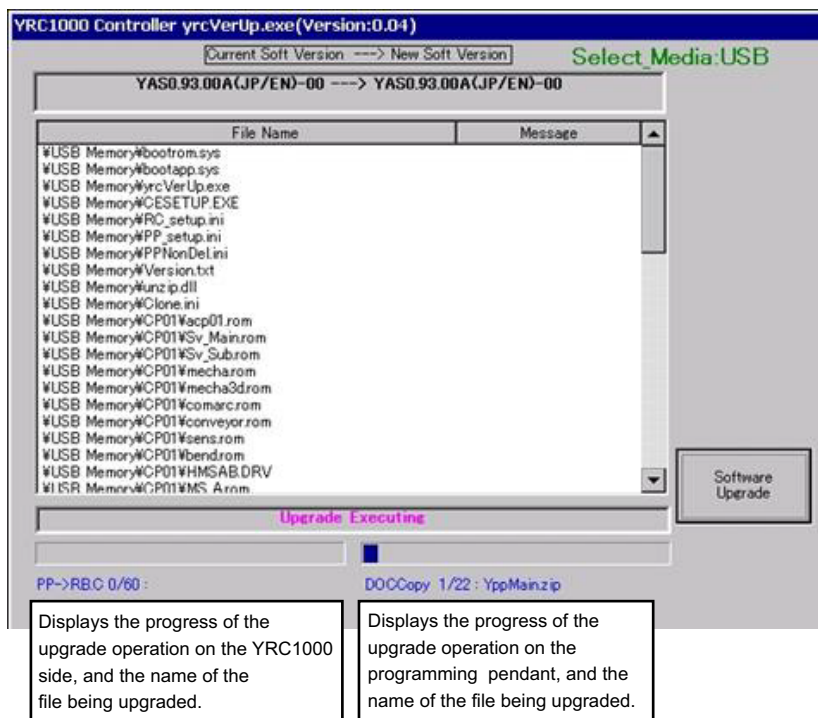 YRC1000 Controller yrcVerUp.exe(Version:0.04)
Current Soft Version ---> New Soft Version
Select_Media:USB
YAS0.93.00A(JP/EN)-00 ---> YAS0.93.00A(JP/EN)-00
File Name Message
¥USB Memory¥bootrom.sys
¥USB Memory¥bootapp.sys
¥USB Memory¥yrcVerUp.exe
¥USB Memory¥CESETUP.EXE
¥USB Memory¥RC_setup.ini
¥USB Memory¥PP_setup.ini
¥USB Memory¥PPNonDel.ini
¥USB Memory¥Version.txt
¥USB Memory¥unzip.dll
¥USB Memory¥Clone.ini
¥USB Memory¥CP01¥acp01.rom
¥USB Memory¥CP01¥Sv_Main.rom
¥USB Memory¥CP01¥Sv_Sub.rom
¥USB Memory¥CP01¥mecha.rom
¥USB Memory¥CP01¥mecha3d.rom
¥USB Memory¥CP01¥comarc.rom
¥USB Memory¥CP01¥conveyor.rom
¥USB Memory¥CP01¥sens.rom
¥USB Memory¥CP01¥bend.rom
¥USB Memory¥CP01¥HMSAB.DRV
¥USB Memory¥CP01¥MS_A.rom
Software
Upgrade
Upgrade Executing
PP->RB.C 0/60 :
DOCCopy 1/22 : YppMain.zip
Displays the progress of the
upgrade operation on the YRC1000
side, and the name of the
file being upgraded.
Displays the progress of the
upgrade operation on the
programming pendant, and the
name of the file being upgraded.